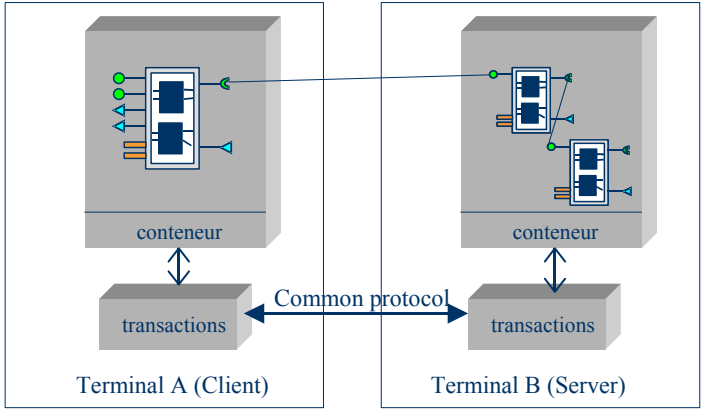 conteneur
conteneur
Common protocol
transactions
transactions
Terminal A (Client)
Terminal B (Server)